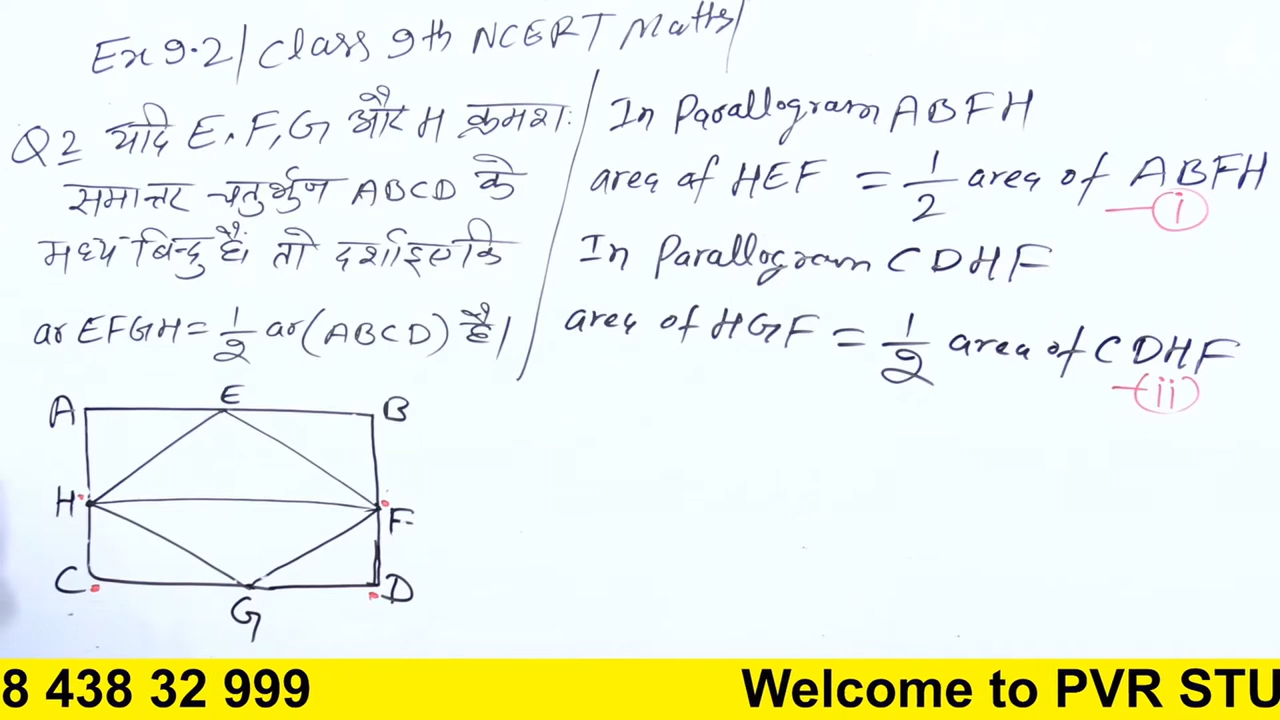 Ex 9.2 / Class 9th NCERT Maths /
Q2 यदि E, F, G और H क्रमशः
समान्तर चतुर्भुज ABCD के
मध्य बिन्दु है। तो दर्शाइए कि
ar EFGH = 1/2 ar (ABCD) है।
A E B
H F
C D
G
In Parallogram ABFH
area of HEF = 1/2 area of ABFH
(i)
In Parallogram CDHF
area of HGF = 1/2 area of CDHF
(ii)
8 438 32 999 Welcome to PVR STU